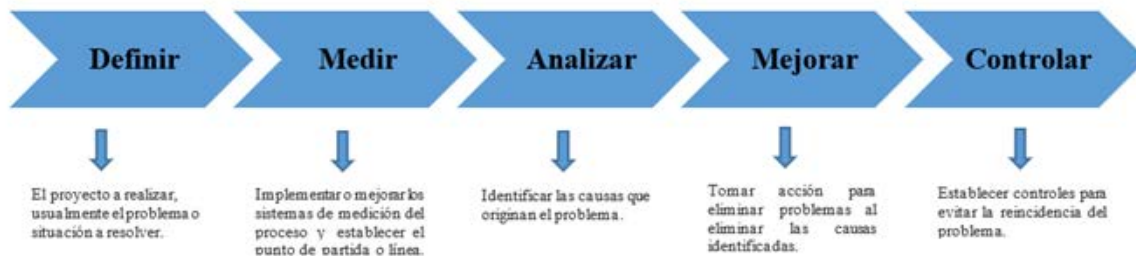 Definir
Medir
Analizar
Mejorar
Controlar
El proyecto a realizar,
usualmente el problema o
situación a resolver.
Implementar o mejorar los
sistemas de medición del
proceso y establecer el
punto de partida o línea.
Identificar las causas que
originan el problema.
Tomar acción para
eliminar problemas al
eliminar las causas
identificadas.
Establecer controles para
evitar la reincidencia del
problema.